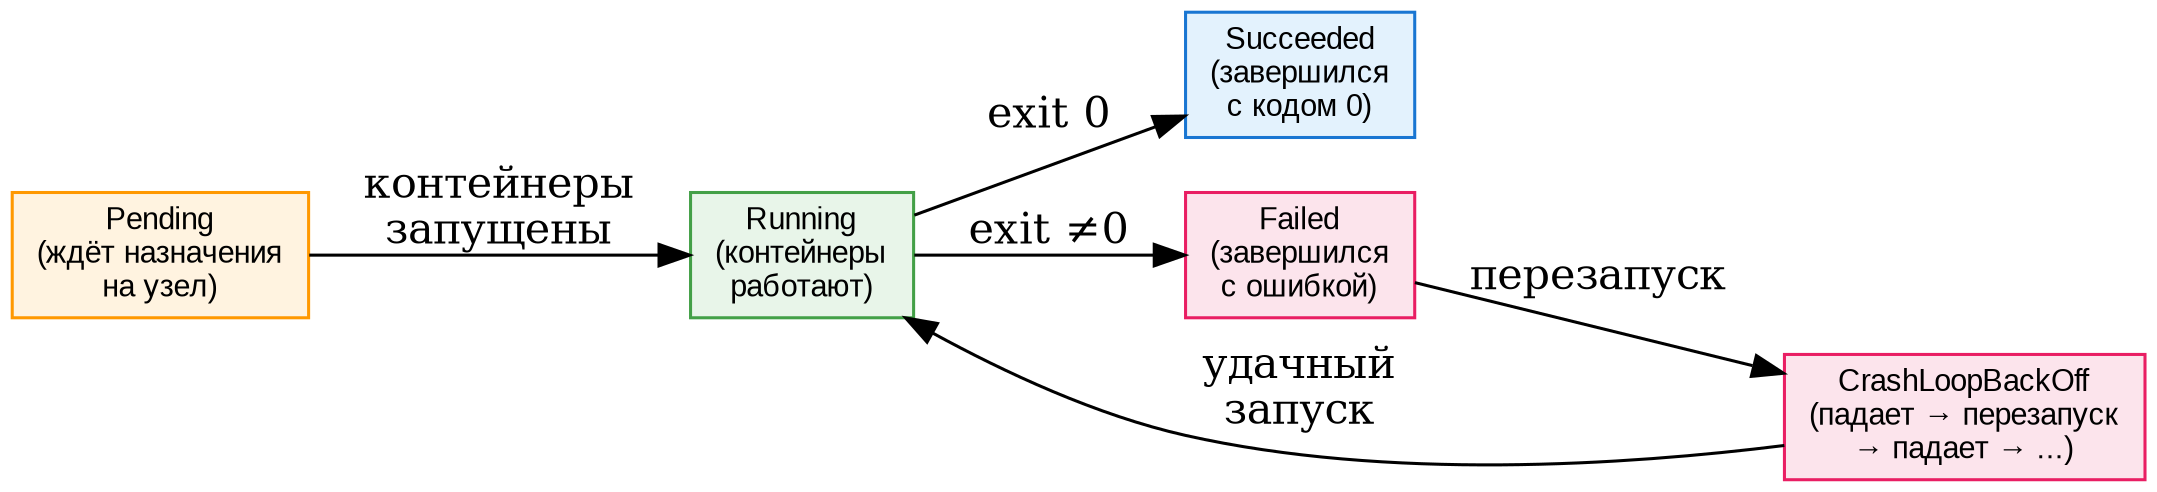 Succeeded
(завершился
с кодом 0)
exit 0
Pending
(ждёт назначения
на узел)
контейнеры
запущены
Running
(контейнеры
работают)
exit ≠0
Failed
(завершился
с ошибкой)
перезапуск
удачный
запуск
CrashLoopBackOff
(падает → перезапуск
→ падает → ...)